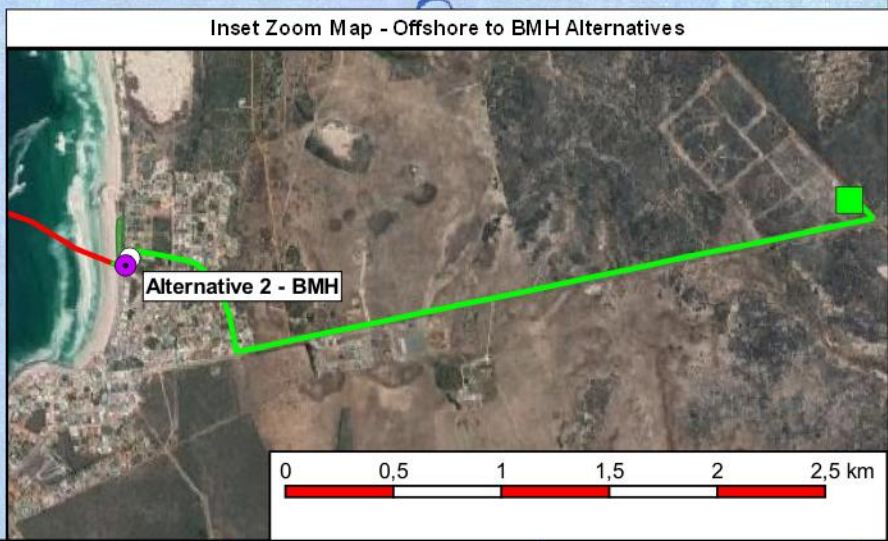 Inset Zoom Map - Offshore to BMH Alternatives
Alternative 2 - BMH
0 0,5 1 1,5 2 2,5 km